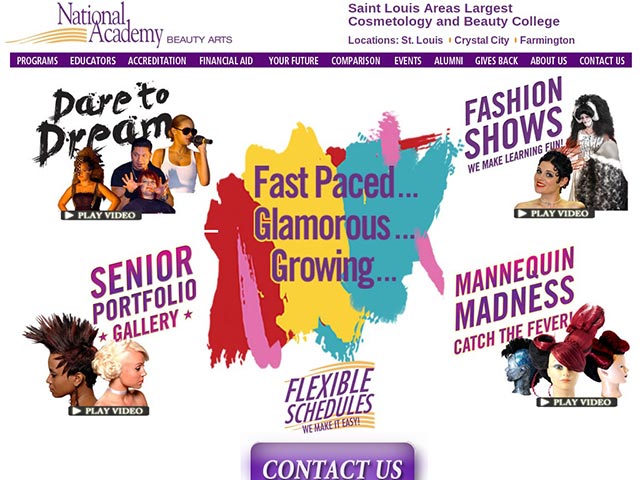 National
Academy
BEAUTY ARTS
Saint Louis Areas Largest
Cosmetology and Beauty College
Locations: St. Louis Crystal City Farmington
PROGRAMS EDUCATORS ACCREDITATION FINANCIAL AID YOUR FUTURE COMPARISON EVENTS ALUMNI GIVES BACK ABOUT US CONTACT US
Dare to
Dream
PLAY VIDEO
FASHION
SHOWS
WE MAKE LEARNING FUN!
PLAY VIDEO
Fast Paced...
Glamorous...
Growing...
SENIOR
PORTFOLIO
GALLERY
PLAY VIDEO
MANNEQUIN
MADNESS
CATCH THE FEVER!
PLAY VIDEO
FLEXIBLE
SCHEDULES
WE MAKE IT EASY!
CONTACT US